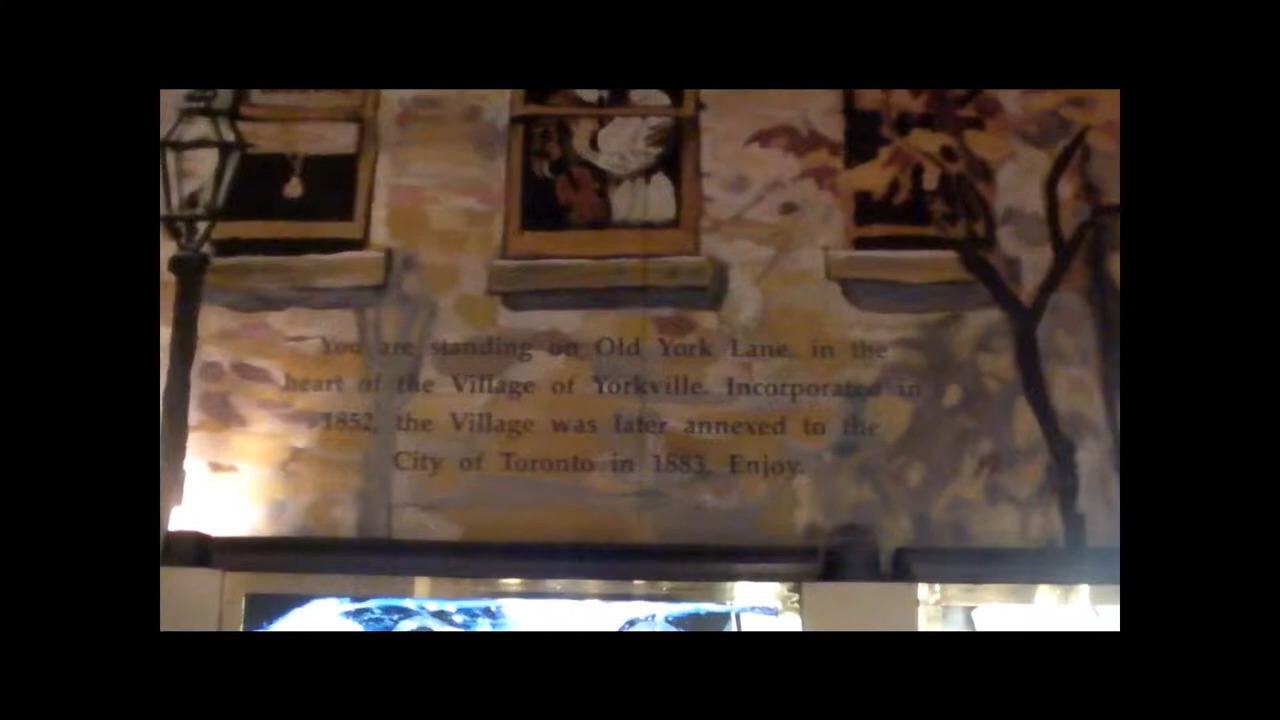 You are standing on Old York Lane, in the
heart of the Village of Yorkville. Incorporated in
1852, the Village was later annexed to the
City of Toronto in 1883. Enjoy.